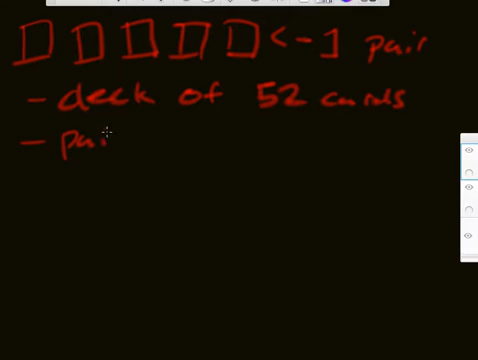 <- 1 pair
- deck of 52 cards
- pai